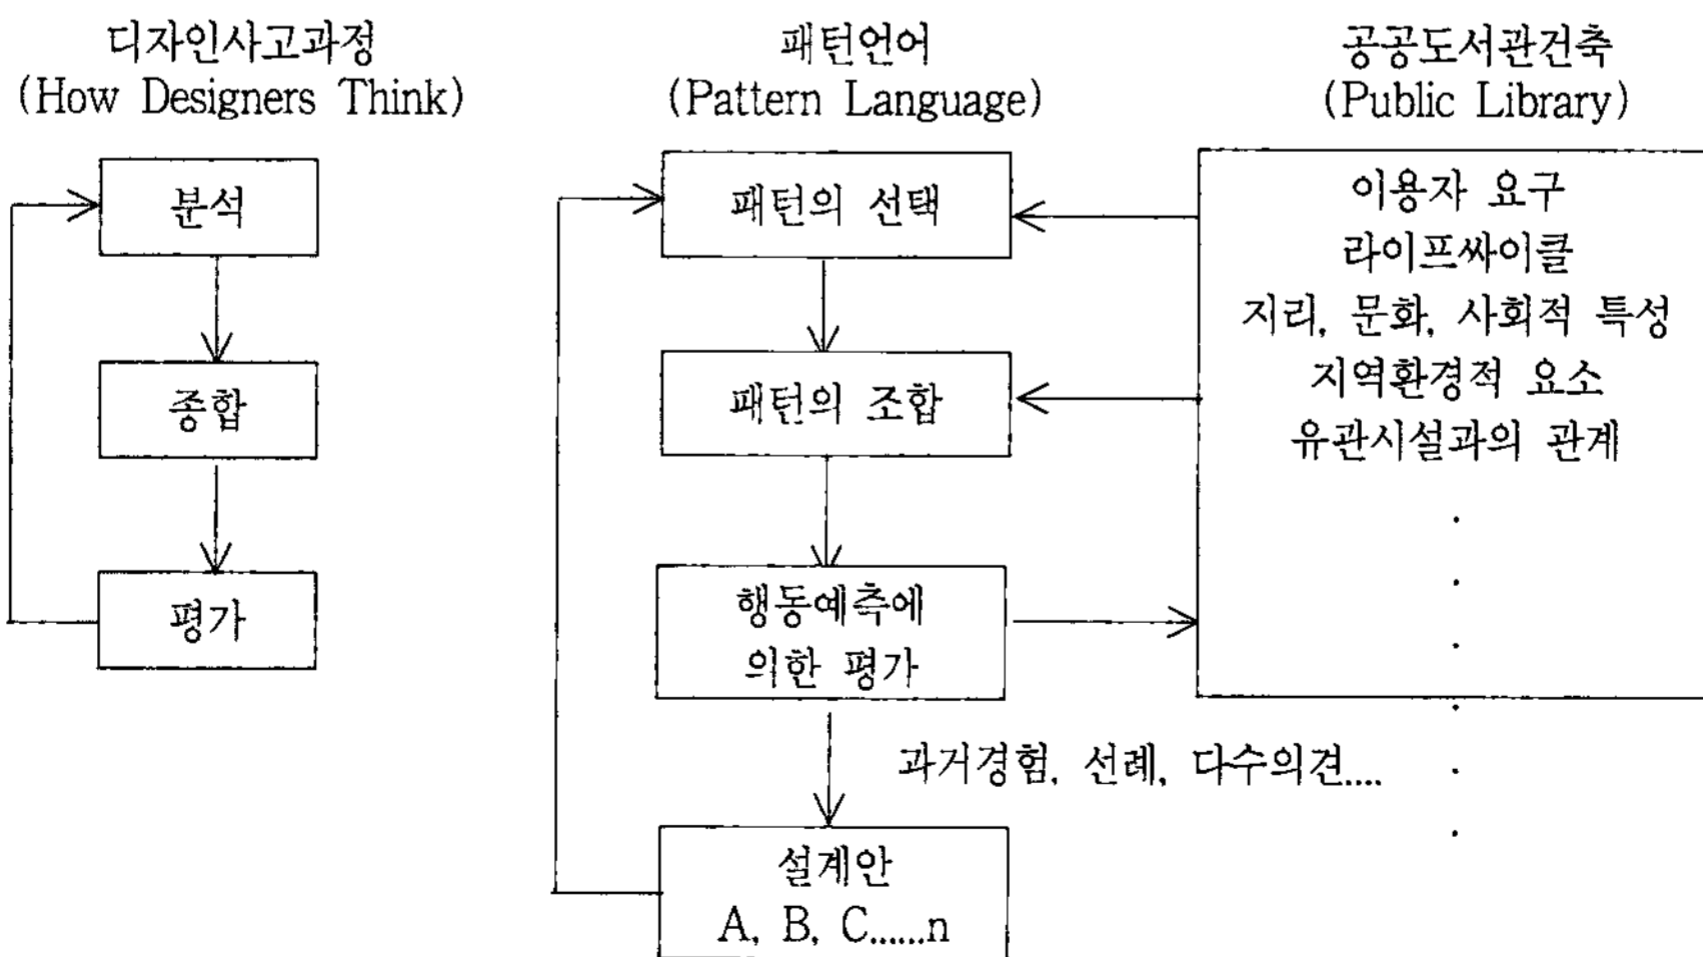 디자인사고과정
(How Designers Think)
분석
종합
평가
패턴언어
(Pattern Language)
패턴의 선택
패턴의 조합
행동예측에
의한 평가
과거경험, 선례, 다수의견....
설계안
A, B, C......n
공공도서관건축
(Public Library)
이용자 요구
라이프싸이클
지리, 문화, 사회적 특성
지역환경적 요소
유관시설과의 관계